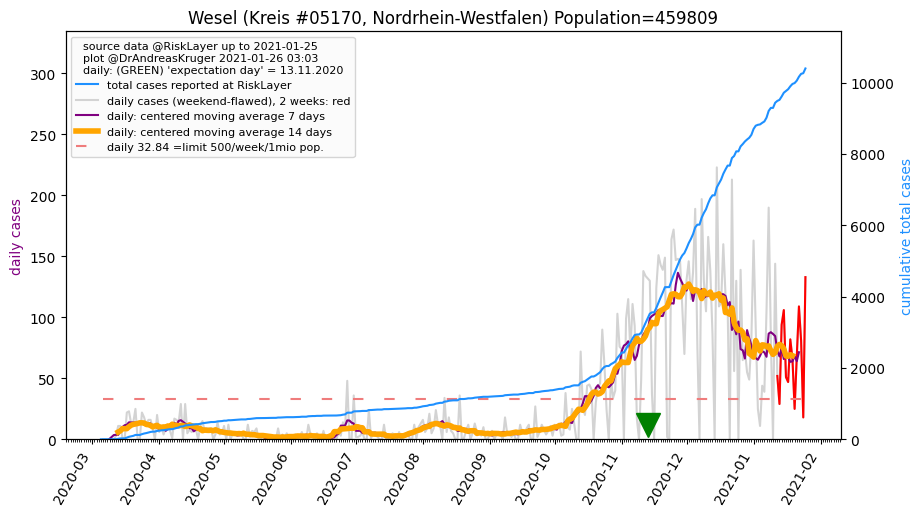 Wesel (Kreis #05170, Nordrhein-Westfalen) Population=459809
source data @RiskLayer up to 2021-01-25
plot @DrAndreasKruger 2021-01-26 03:03
daily: (GREEN) 'expectation day' = 13.11.2020
total cases reported at RiskLayer
daily cases (weekend-flawed), 2 weeks: red
daily: centered moving average 7 days
daily: centered moving average 14 days
daily 32.84 =limit 500/week/1mio pop.
daily cases
300
250
200
150
100
50
0
10000
8000
6000
4000
2000
0
cumulative total cases
2020-03
2020-04
2020-05
2020-06
2020-07
2020-08
2020-09
2020-10
2020-11
2020-12
2021-01
2021-02